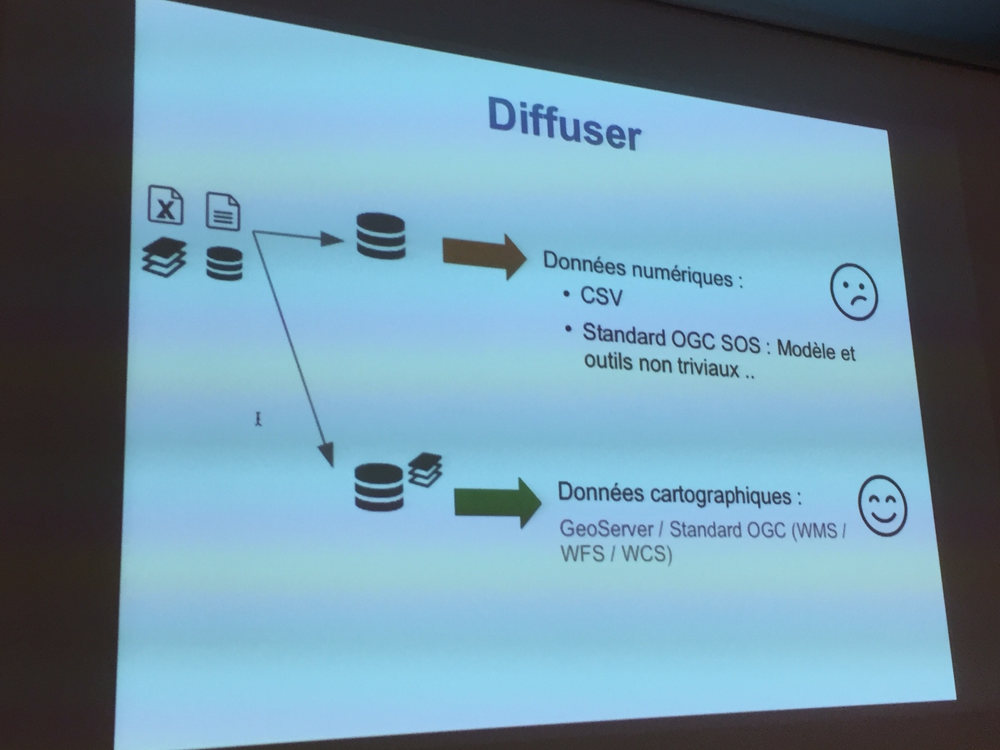 Diffuser
X
Données numériques :
• CSV
• Standard OGC SOS : Modèle et
outils non triviaux ..
Données cartographiques :
GeoServer / Standard OGC (WMS /
WFS / WCS)